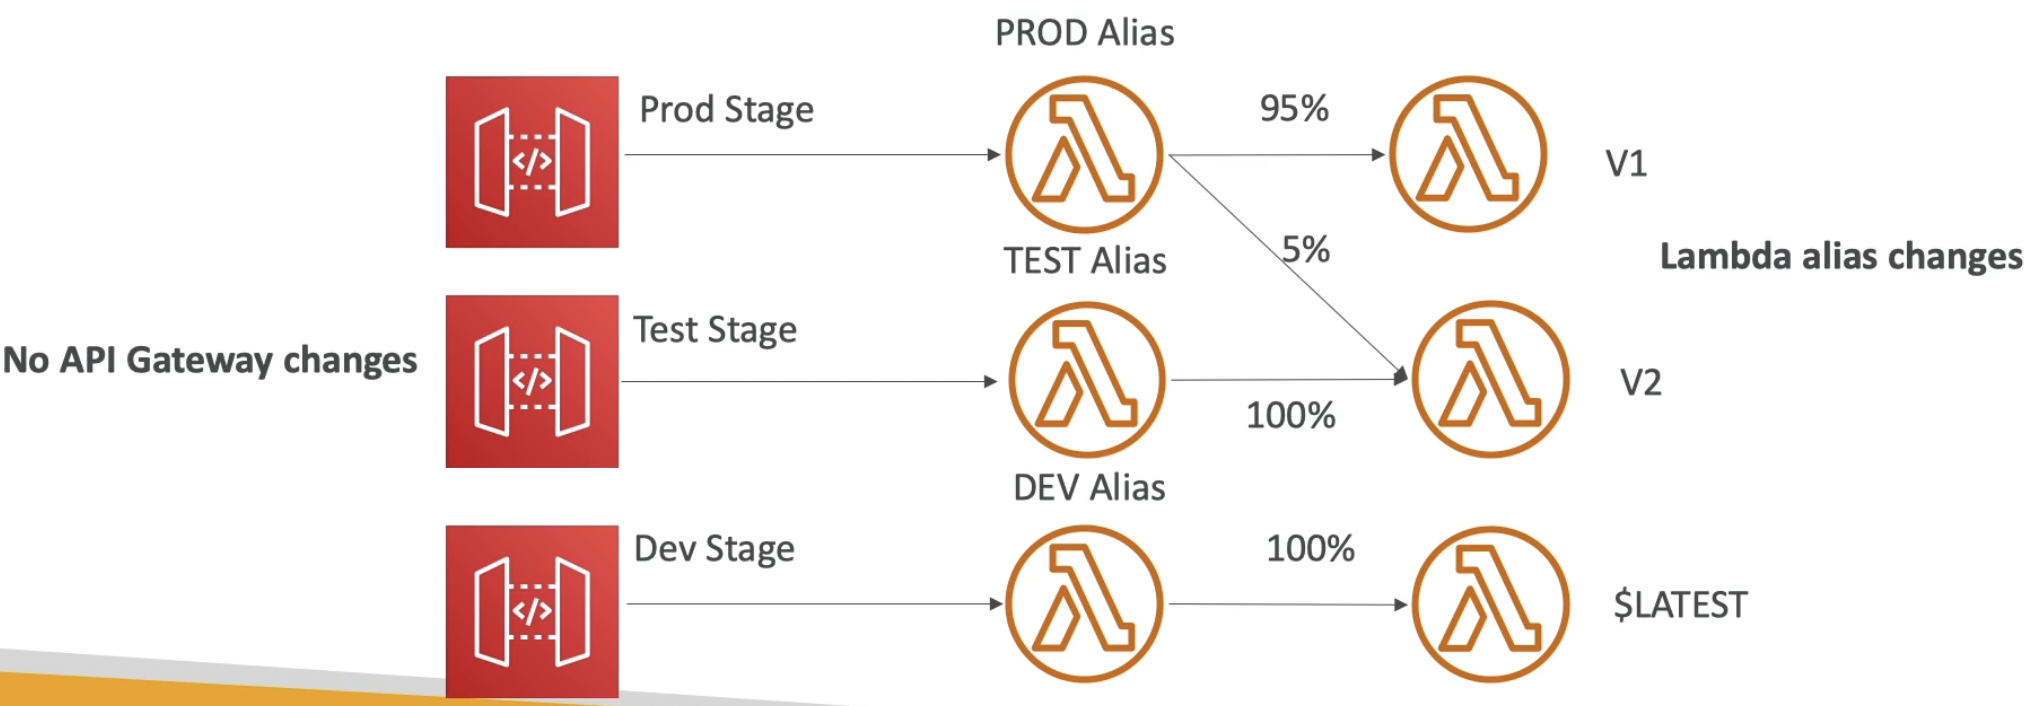 PROD Alias
Prod Stage
95%
V1
5%
TEST Alias
Lambda alias changes
Test Stage
No API Gateway changes
V2
100%
DEV Alias
Dev Stage
100%
$LATEST
</>
</>
</>